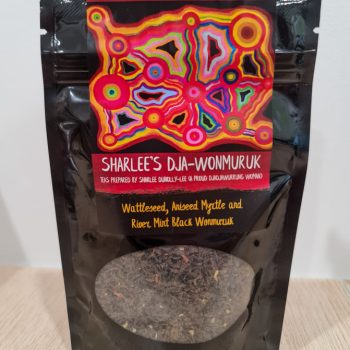 SHARLEE'S DJA-WONMURUK
TEAS PREPARED BY SHARLEE DUNOLLY-LEE (A PROUD DJADJAWURRUNG WOMAN)
Wattleseed, Aniseed Myrtle and
River Mint Black Wonmuruk